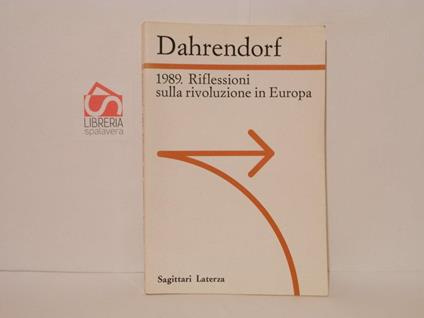 Dahrendorf
1989. Riflessioni
sulla rivoluzione in Europa
LIBRERIA
spalavera
Sagittari Laterza